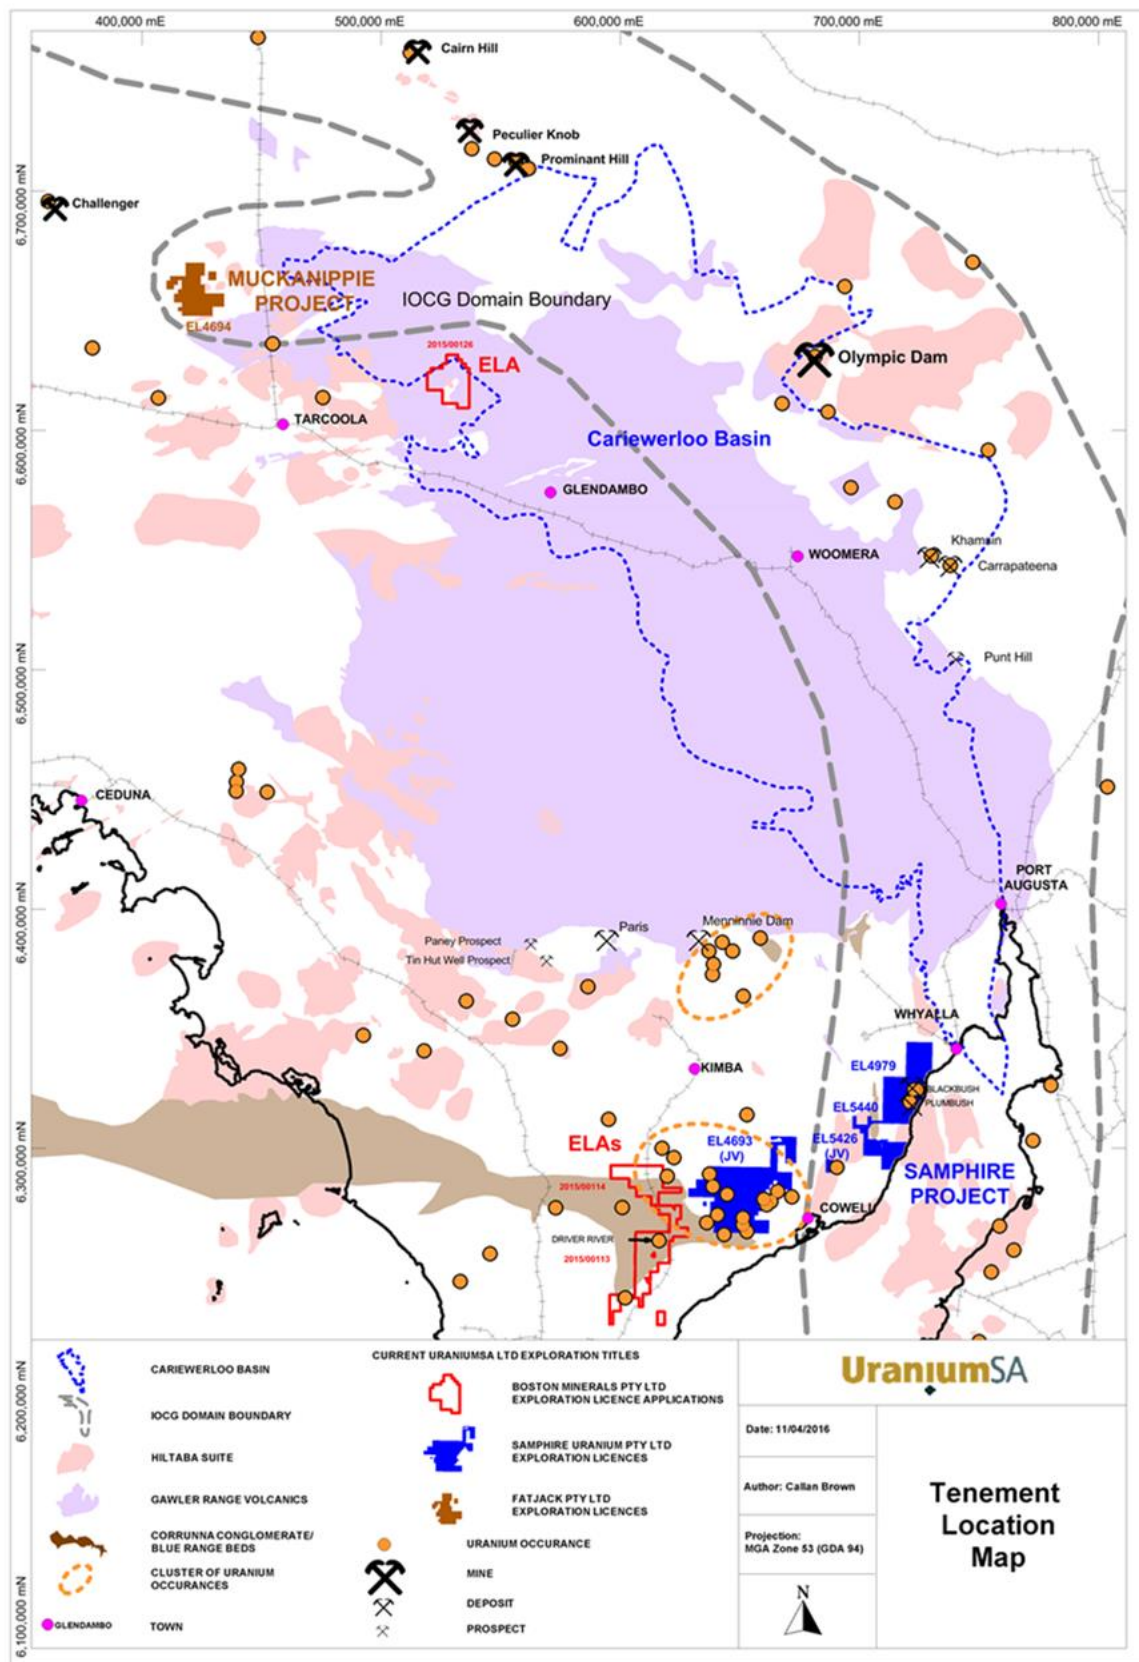 400,000 mE
500,000 mE
600,000 mE
700,000 mE
800,000 mE
6,700,000 mN
6,600,000 mN
6,500,000 mN
6,400,000 mN
6,300,000 mN
6,200,000 mN
6,100,000 mN
Cairn Hill
Peculier Knob
Prominant Hill
Challenger
MUCKANIPPIE
PROJECT
EL4694
IOCG Domain Boundary
2015/00126
ELA
Olympic Dam
TARCOOLA
Cariewerloo Basin
GLENDAMBO
WOOMERA
Khamsin
Carrapateena
Punt Hill
CEDUNA
PORT
AUGUSTA
Paris
Menninnie Dam
Paney Prospect
Tin Hut Well Prospect
WHYALLA
KIMBA
EL4979
BLACKBUSH
PLUMBUSH
EL5440
ELAs
EL4693
(JV)
EL5426
(JV)
SAMPHIRE
PROJECT
2015/00114
COWELL
DRIVER RIVER
2015/00113
CARIEWERLOO BASIN
IOCG DOMAIN BOUNDARY
HILTABA SUITE
GAWLER RANGE VOLCANICS
CORRUNNA CONGLOMERATE/
BLUE RANGE BEDS
CLUSTER OF URANIUM
OCCURANCES
GLENDAMBO
TOWN
CURRENT URANIUMSA LTD EXPLORATION TITLES
BOSTON MINERALS PTY LTD
EXPLORATION LICENCE APPLICATIONS
SAMPHIRE URANIUM PTY LTD
EXPLORATION LICENCES
FATJACK PTY LTD
EXPLORATION LICENCES
URANIUM OCCURANCE
MINE
DEPOSIT
PROSPECT
UraniumSA
Date: 11/04/2016
Author: Callan Brown
Projection:
MGA Zone 53 (GDA 94)
N
Tenement
Location
Map